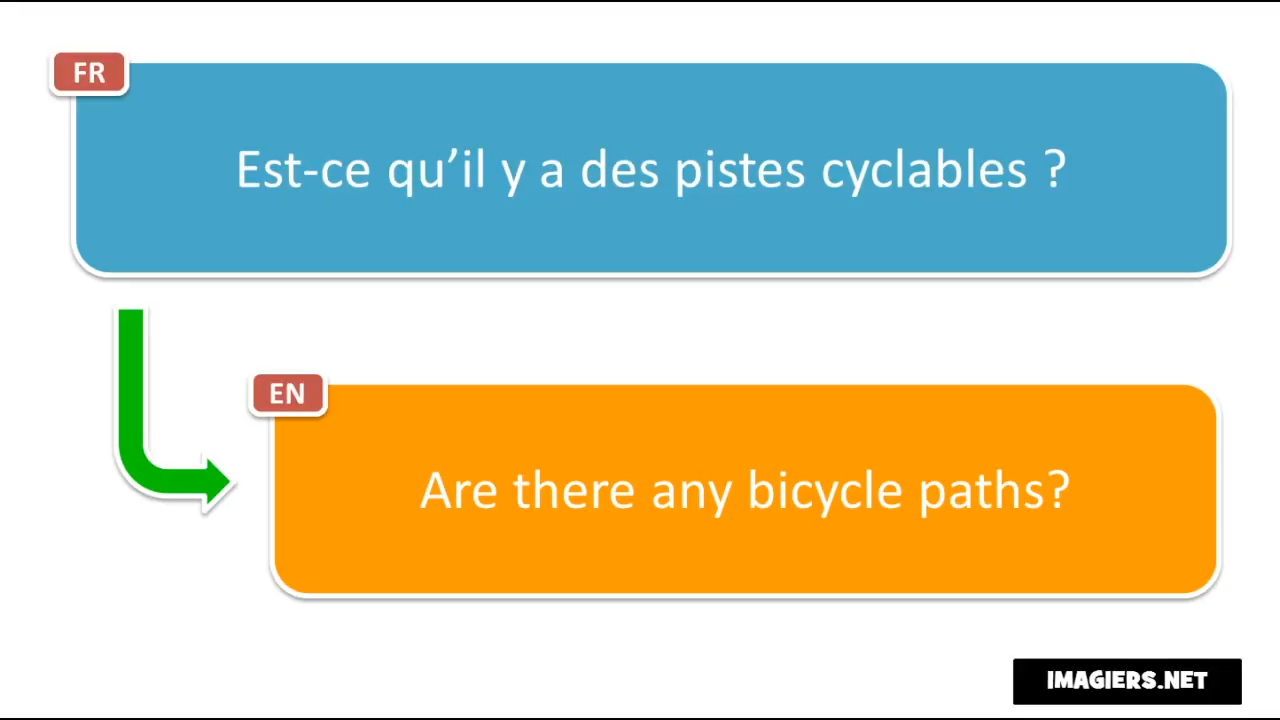 FR
Est-ce qu’il y a des pistes cyclables ?
EN
Are there any bicycle paths?
IMAGIERS.NET